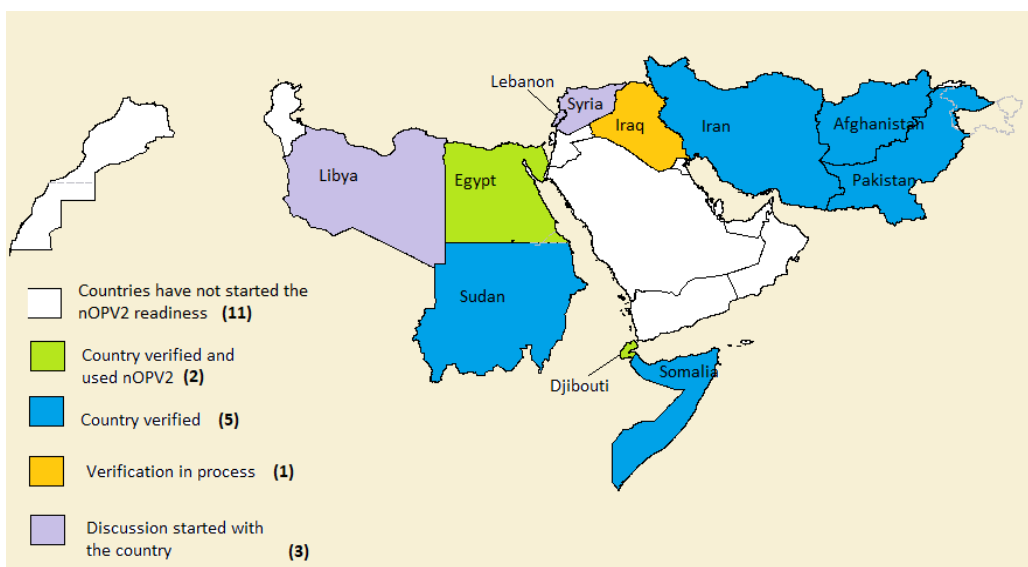 Lebanon
Syria
Iraq
Iran
Afghanistan
Pakistan
Libya
Egypt
Sudan
Djibouti
Somalia
Countries have not started the
nOPV2 readiness (11)
Country verified and
used nOPV2 (2)
Country verified (5)
Verification in process (1)
Discussion started with
the country (3)